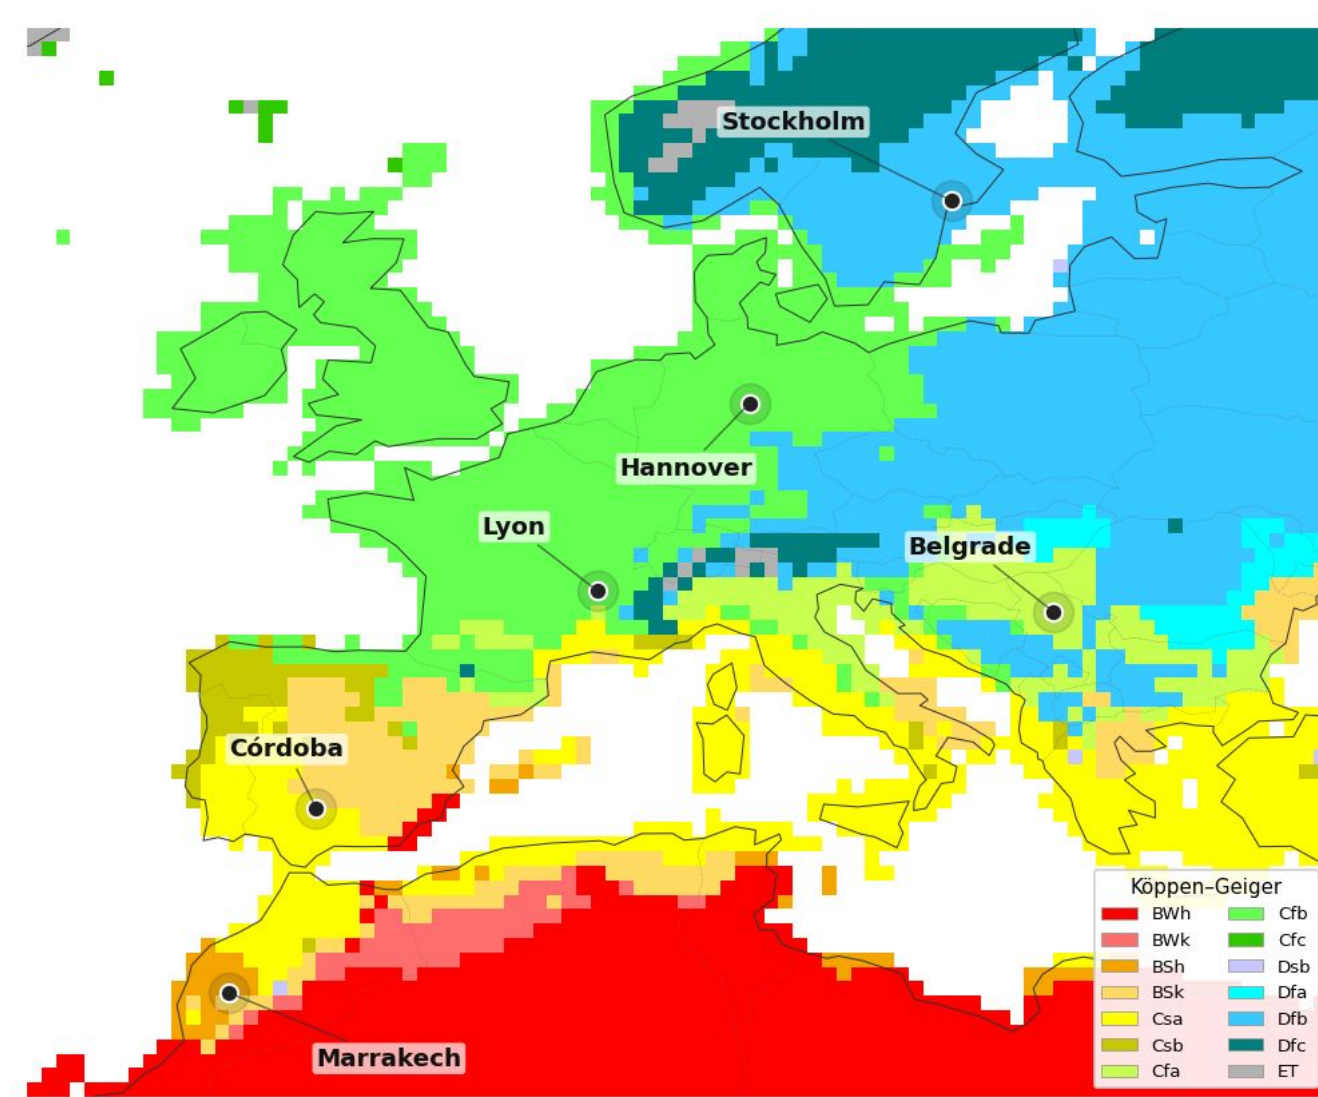 Stockholm
Hannover
Lyon
Belgrade
Córdoba
Marrakech
Köppen–Geiger
BWh
BWk
BSh
BSk
Csa
Csb
Cfa
Cfb
Cfc
Dsb
Dfa
Dfb
Dfc
ET